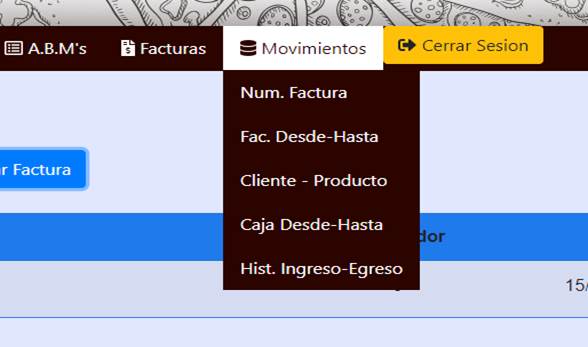 A.B.M's Facturas Movimientos Cerrar Sesion
Num. Factura
Fac. Desde-Hasta
Cliente - Producto
r Factura
Caja Desde-Hasta
dor
Hist. Ingreso-Egreso
15/